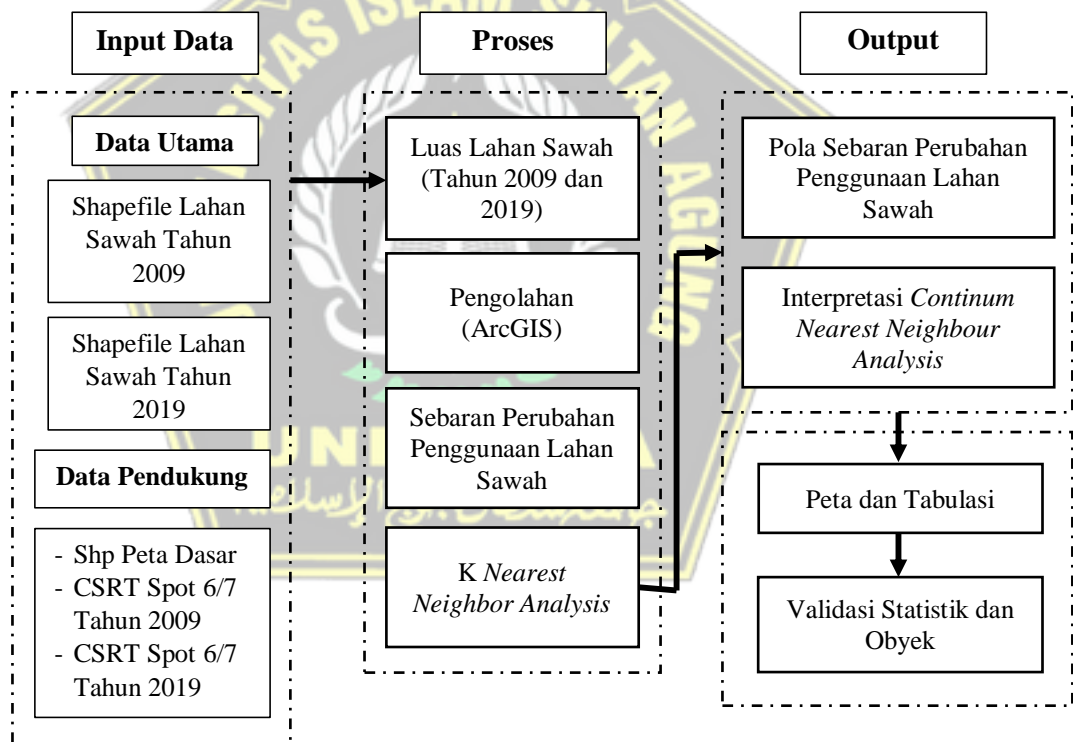 Input Data
Proses
Output
Data Utama
Shapefile Lahan
Sawah Tahun
2009
Shapefile Lahan
Sawah Tahun
2019
Data Pendukung
- Shp Peta Dasar
- CSRT Spot 6/7
Tahun 2009
- CSRT Spot 6/7
Tahun 2019
Luas Lahan Sawah
(Tahun 2009 dan
2019)
Pengolahan
(ArcGIS)
Sebaran Perubahan
Penggunaan Lahan
Sawah
K Nearest
Neighbor Analysis
Pola Sebaran Perubahan
Penggunaan Lahan
Sawah
Interpretasi Continum
Nearest Neighbour
Analysis
Peta dan Tabulasi
Validasi Statistik dan
Obyek
ISLAM
AGUNG